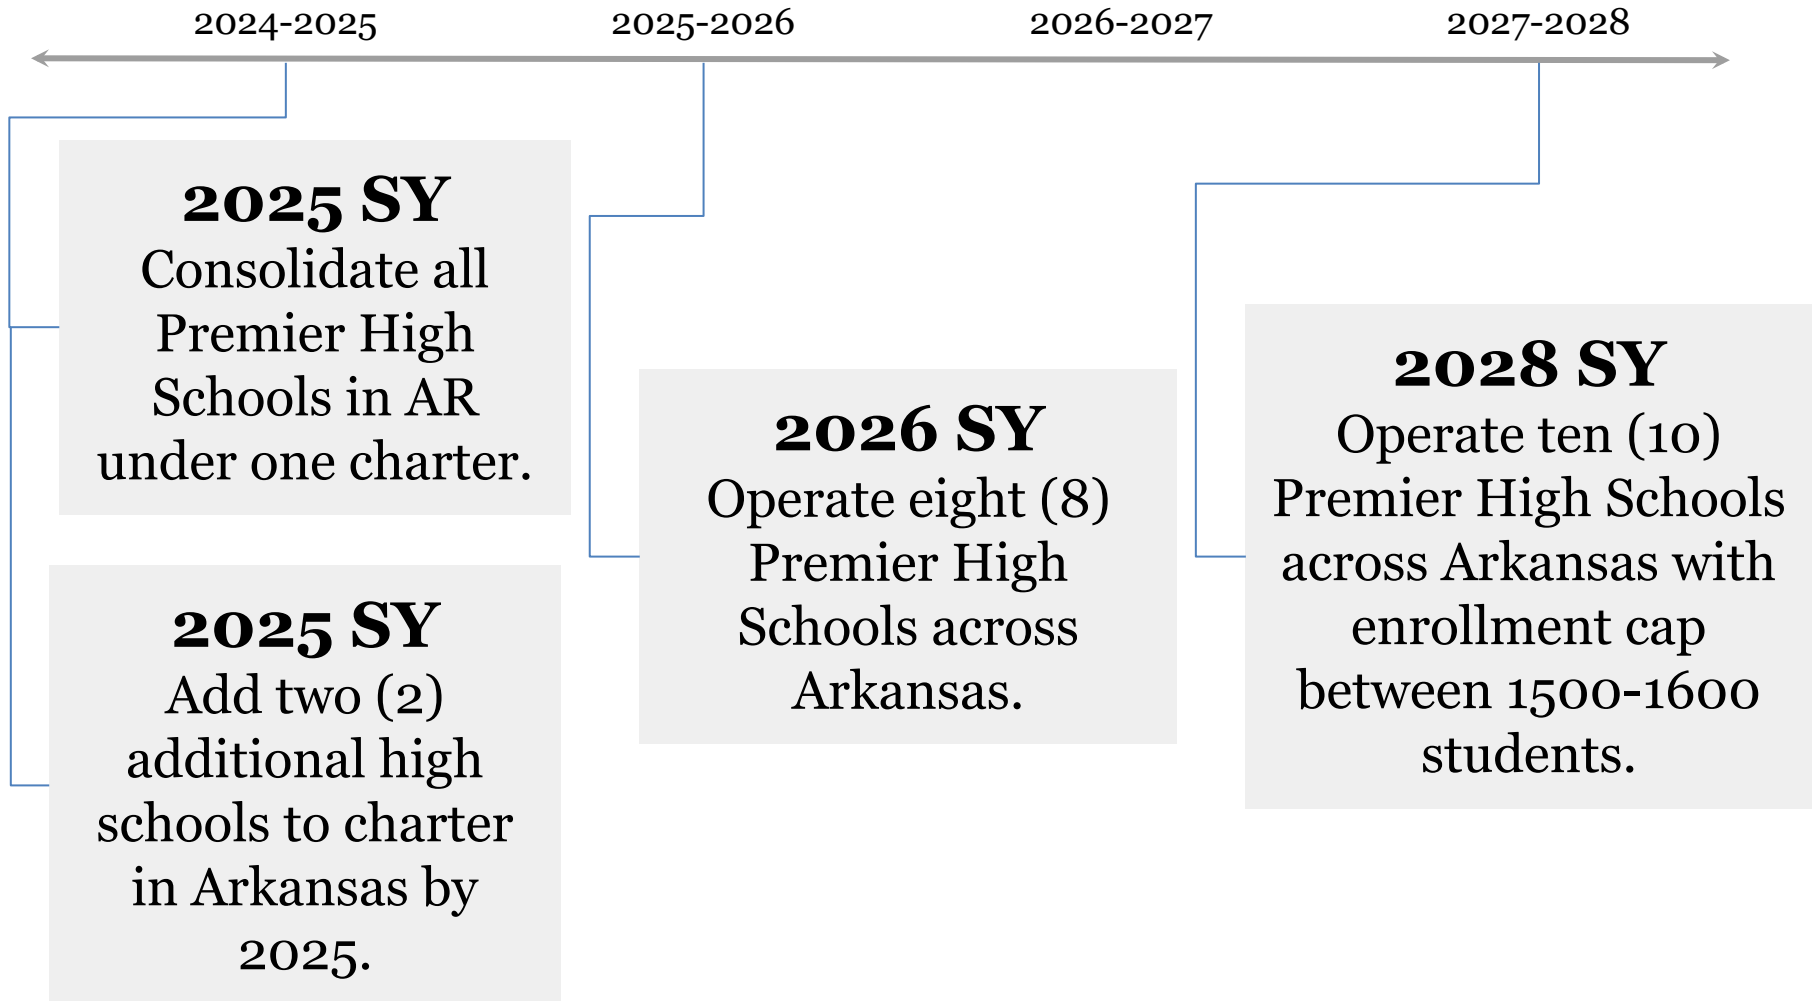 2024-2025 2025-2026 2026-2027 2027-2028
2025 SY
Consolidate all
Premier High
Schools in AR
under one charter.
2025 SY
Add two (2)
additional high
schools to charter
in Arkansas by
2025.
2026 SY
Operate eight (8)
Premier High
Schools across
Arkansas.
2028 SY
Operate ten (10)
Premier High Schools
across Arkansas with
enrollment cap
between 1500-1600
students.